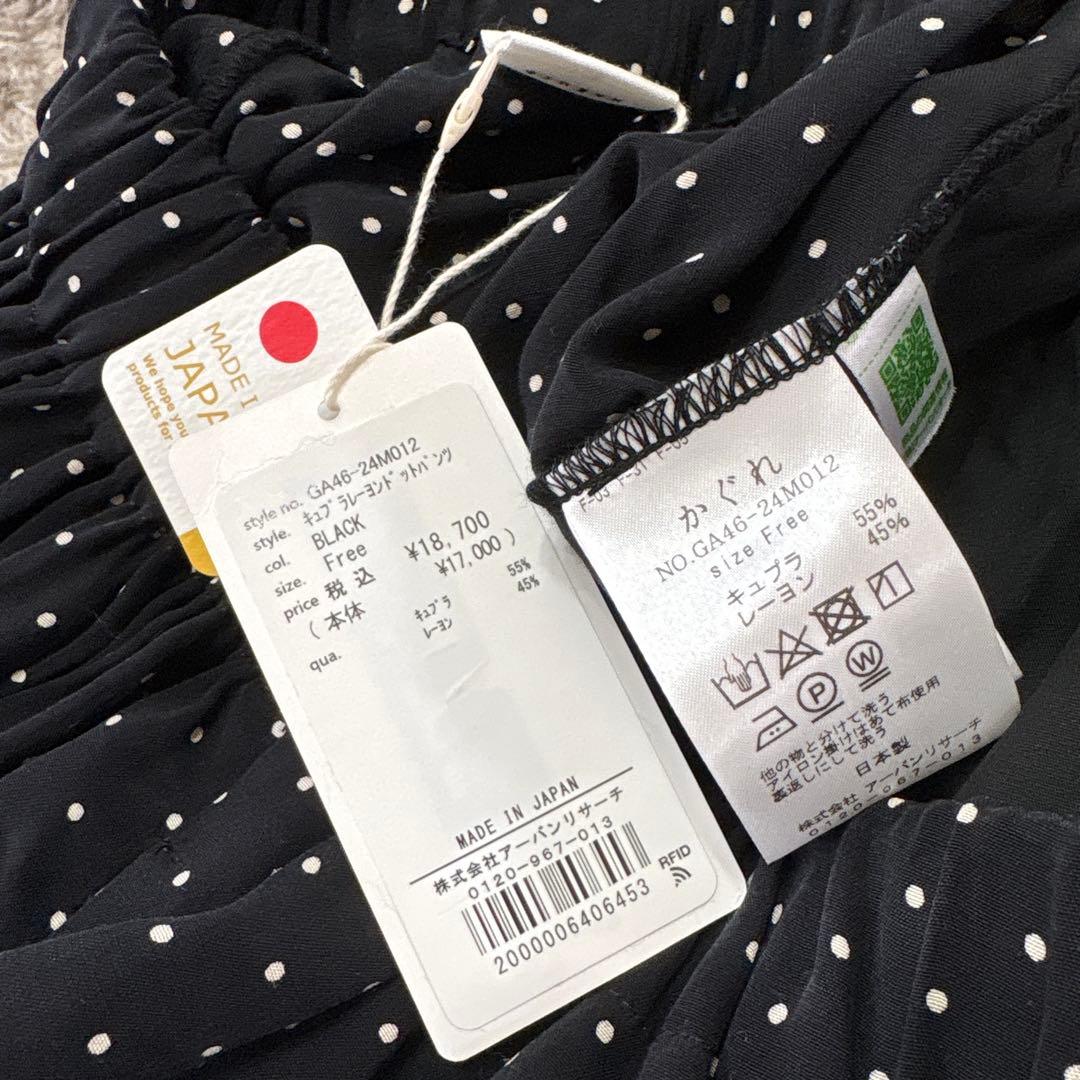 MADE I
JAPA
We hope you
products for
style no. GA46-24M012
style. ｷｭﾌﾟﾗﾚｰﾖﾝﾄﾞｯﾄﾊﾟﾝﾂ
col. BLACK
size. Free
price 税込 ¥18,700
(本体 ¥17,000)
qua. ｷｭﾌﾟﾗ 55%
ﾚｰﾖﾝ 45%
MADE IN JAPAN
株式会社アーバンリサーチ
0120-967-013
RFID
2000006406453
F-03 F-31 F-03
かぐれ
NO.GA46-24M012
size Free
キュプラ 55%
レーヨン 45%
P
W
他の物と分けて洗う
アイロン掛けはあて布使用
裏返しにして洗う
日本製
株式会社 アーバンリサーチ
0120-967-013